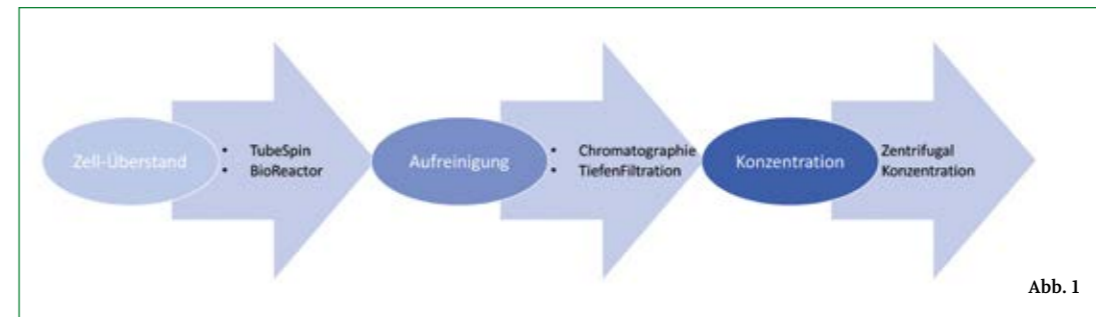 Zell-Überstand
• TubeSpin
• BioReactor
Aufreinigung
• Chromatographie
• TiefenFiltration
Konzentration
Zentrifugal
Konzentration
Abb. 1